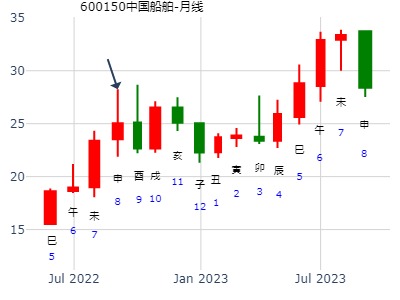 600150中国船舶-月线
35
30
25
20
15
巳
5
午
6
未
7
申
8
酉
9
戌
10
亥
11
子
12
丑
1
寅
2
卯
3
辰
4
巳
5
午
6
未
7
申
8
Jul 2022
Jan 2023
Jul 2023